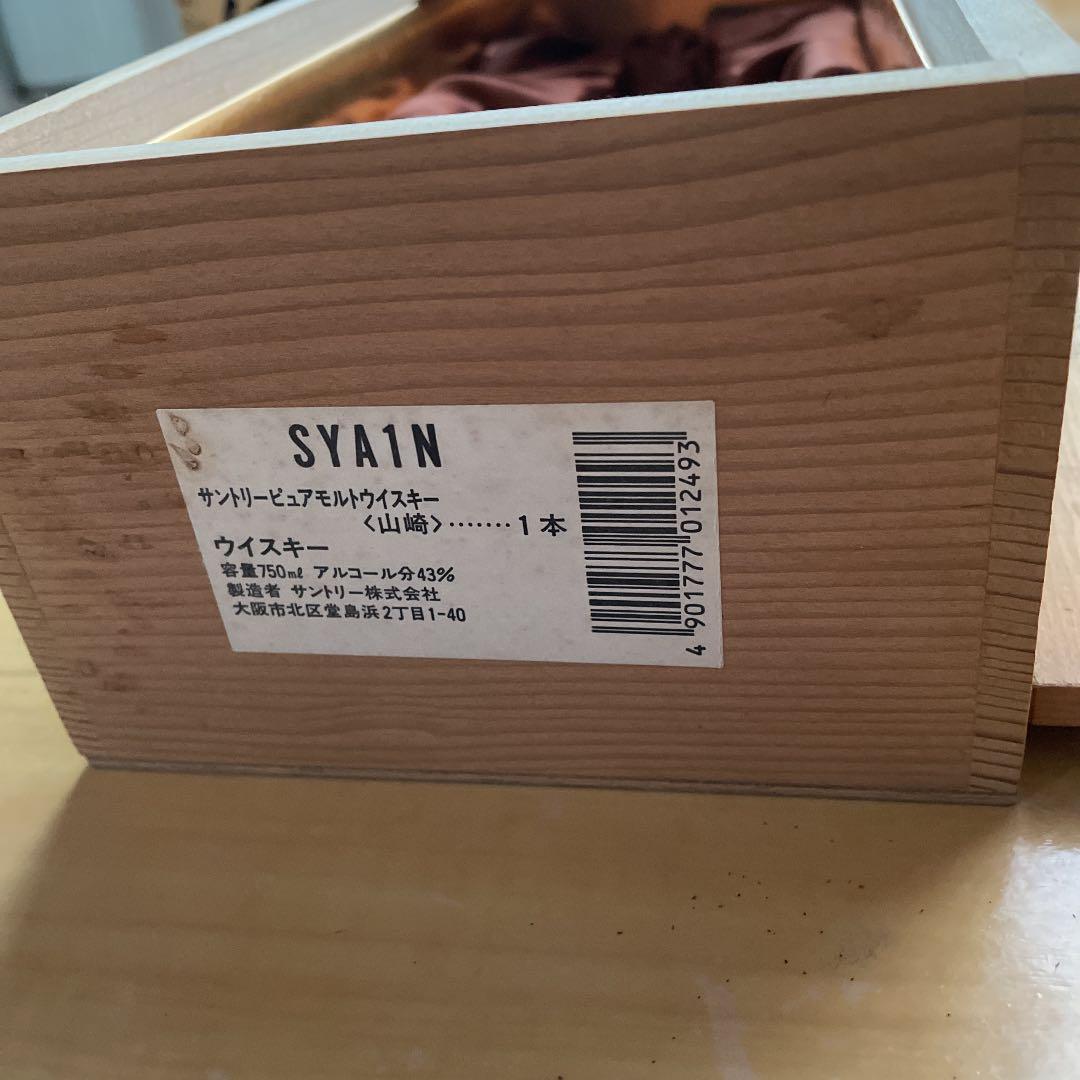 SYA1N
サントリーピュアモルトウイスキー
〈山崎〉‥‥‥‥1本
ウイスキー
容量750㎖ アルコール分43%
製造者 サントリー株式会社
大阪市北区堂島浜2丁目1-40
4 901777 012493